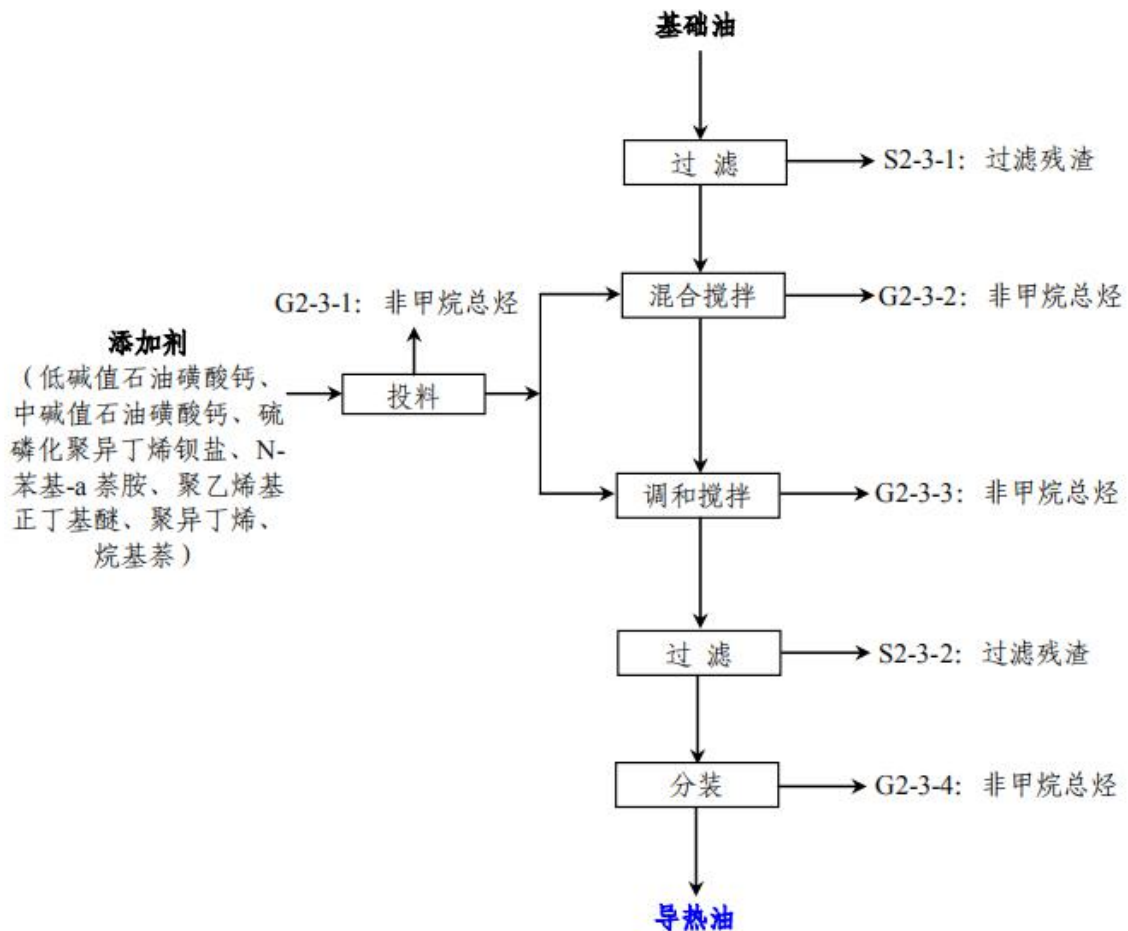 基础油
过 滤
S2-3-1：过滤残渣
混合搅拌
G2-3-2：非甲烷总烃
G2-3-1：非甲烷总烃
添加剂
（低碱值石油磺酸钙、
中碱值石油磺酸钙、硫
磷化聚异丁烯钡盐、N-
苯基-a 萘胺、聚乙烯基
正丁基醚、聚异丁烯、
烷基萘）
投料
调和搅拌
G2-3-3：非甲烷总烃
过 滤
S2-3-2：过滤残渣
分装
G2-3-4：非甲烷总烃
导热油